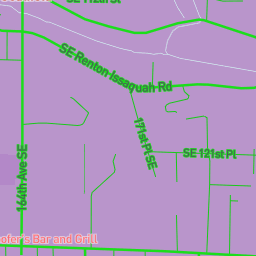 SE 112th St
SE Renton Issaquah Rd
171st Pl SE
SE 121st Pl
164th Ave SE
ofer's Bar and Grill